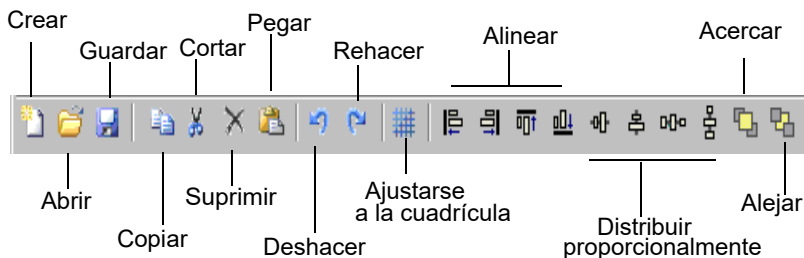 Crear
Guardar
Cortar
Pegar
Rehacer
Alinear
Acercar
Abrir
Copiar
Suprimir
Deshacer
Ajustarse
a la cuadrícula
Distribuir
proporcionalmente
Alejar